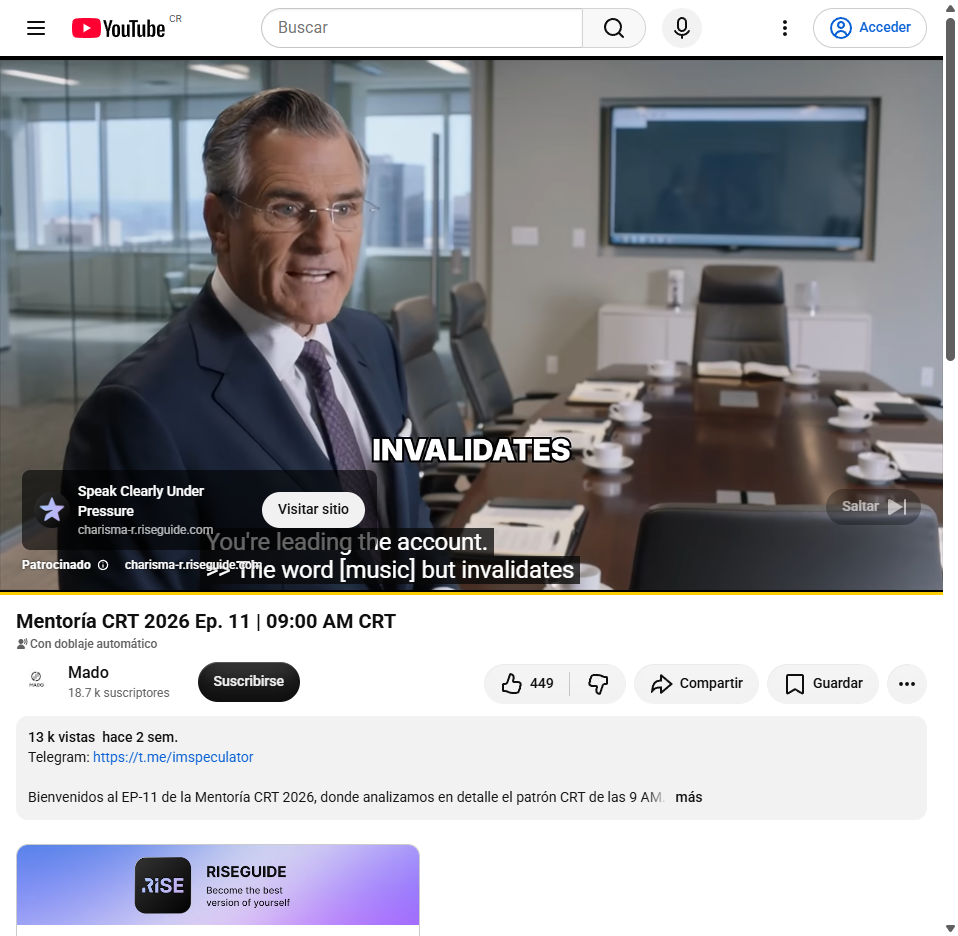 YouTube CR
Buscar
Acceder
INVALIDATES
Speak Clearly Under
Pressure
charisma-r.riseguide.com
Visitar sitio
Saltar
You're leading the account.
>> The word [music] but invalidates
Patrocinado
charisma-r.riseguide.com
Mentoría CRT 2026 Ep. 11 | 09:00 AM CRT
Con doblaje automático
MADO
Mado
18.7 k suscriptores
Suscribirse
449
Compartir
Guardar
13 k vistas hace 2 sem.
Telegram: https://t.me/imspeculator
Bienvenidos al EP-11 de la Mentoría CRT 2026, donde analizamos en detalle el patrón CRT de las 9 AM. más
.RISE
RISEGUIDE
Become the best
version of yourself